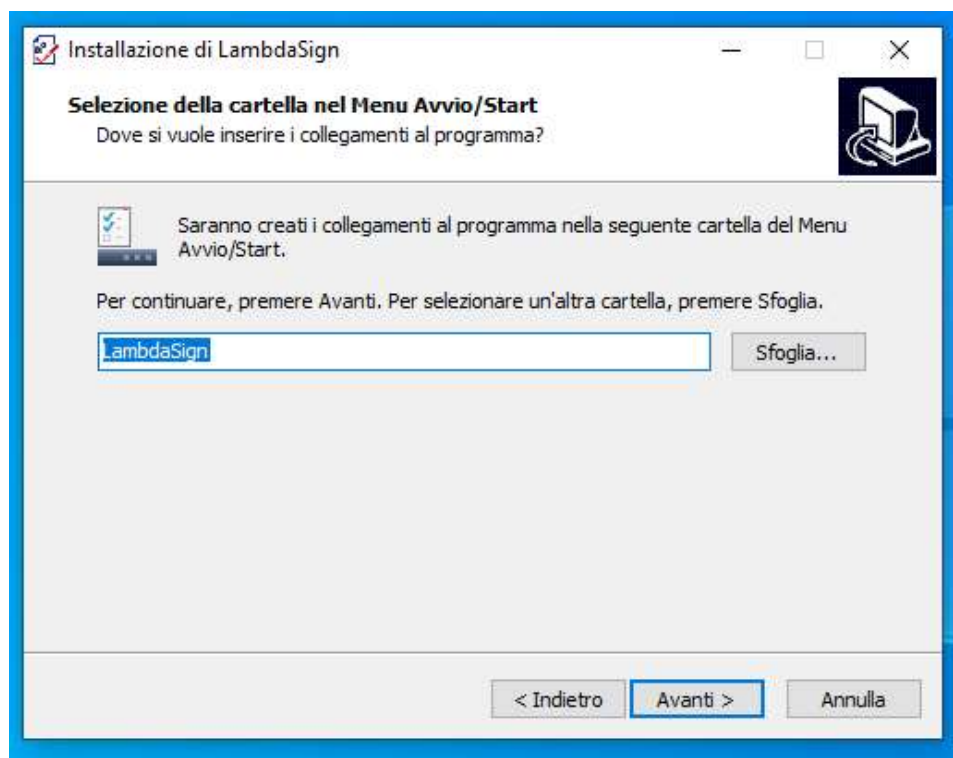 Installazione di LambdaSign
Selezione della cartella nel Menu Avvio/Start
Dove si vuole inserire i collegamenti al programma?
Saranno creati i collegamenti al programma nella seguente cartella del Menu
Avvio/Start.
Per continuare, premere Avanti. Per selezionare un'altra cartella, premere Sfoglia.
LambdaSign
Sfoglia...
< Indietro
Avanti >
Annulla